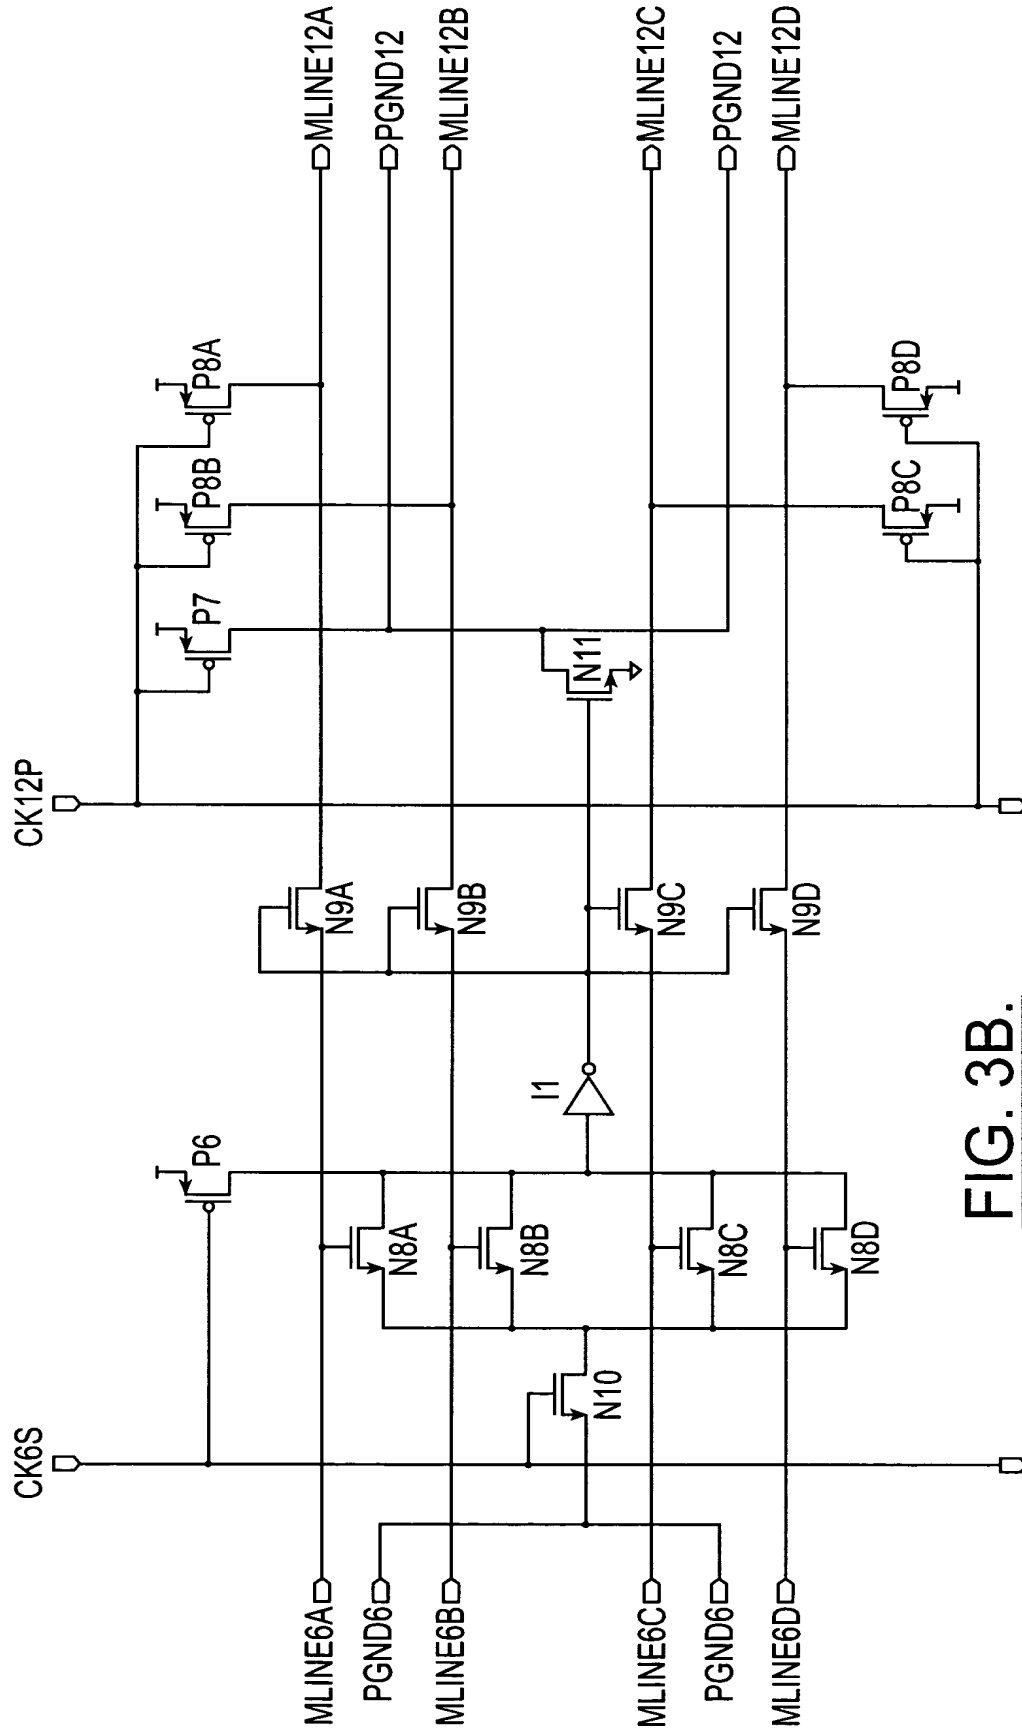 CK6S
CK12P
MLINE6A
PGND6
MLINE6B
MLINE6C
PGND6
MLINE6D
MLINE12A
PGND12
MLINE12B
MLINE12C
PGND12
MLINE12D
P6
P7
P8B
P8A
N8A
N8B
N8C
N8D
N10
I1
N9A
N9B
N9C
N9D
N11
P8C
P8D
FIG. 3B.